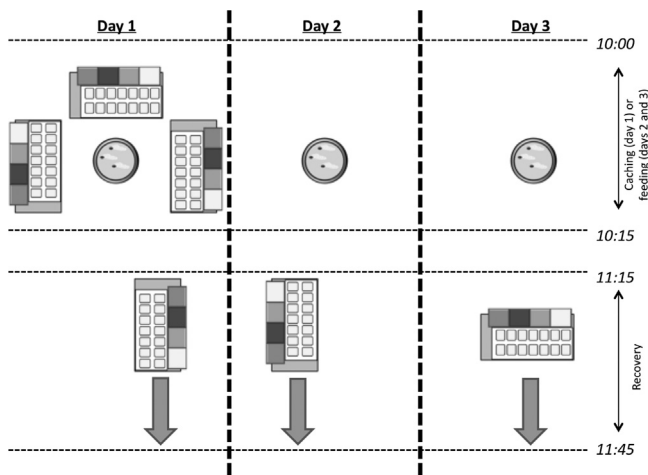 Day 1
Day 2
Day 3
10:00
Caching (day 1) or
feeding (days 2 and 3)
10:15
11:15
Recovery
11:45